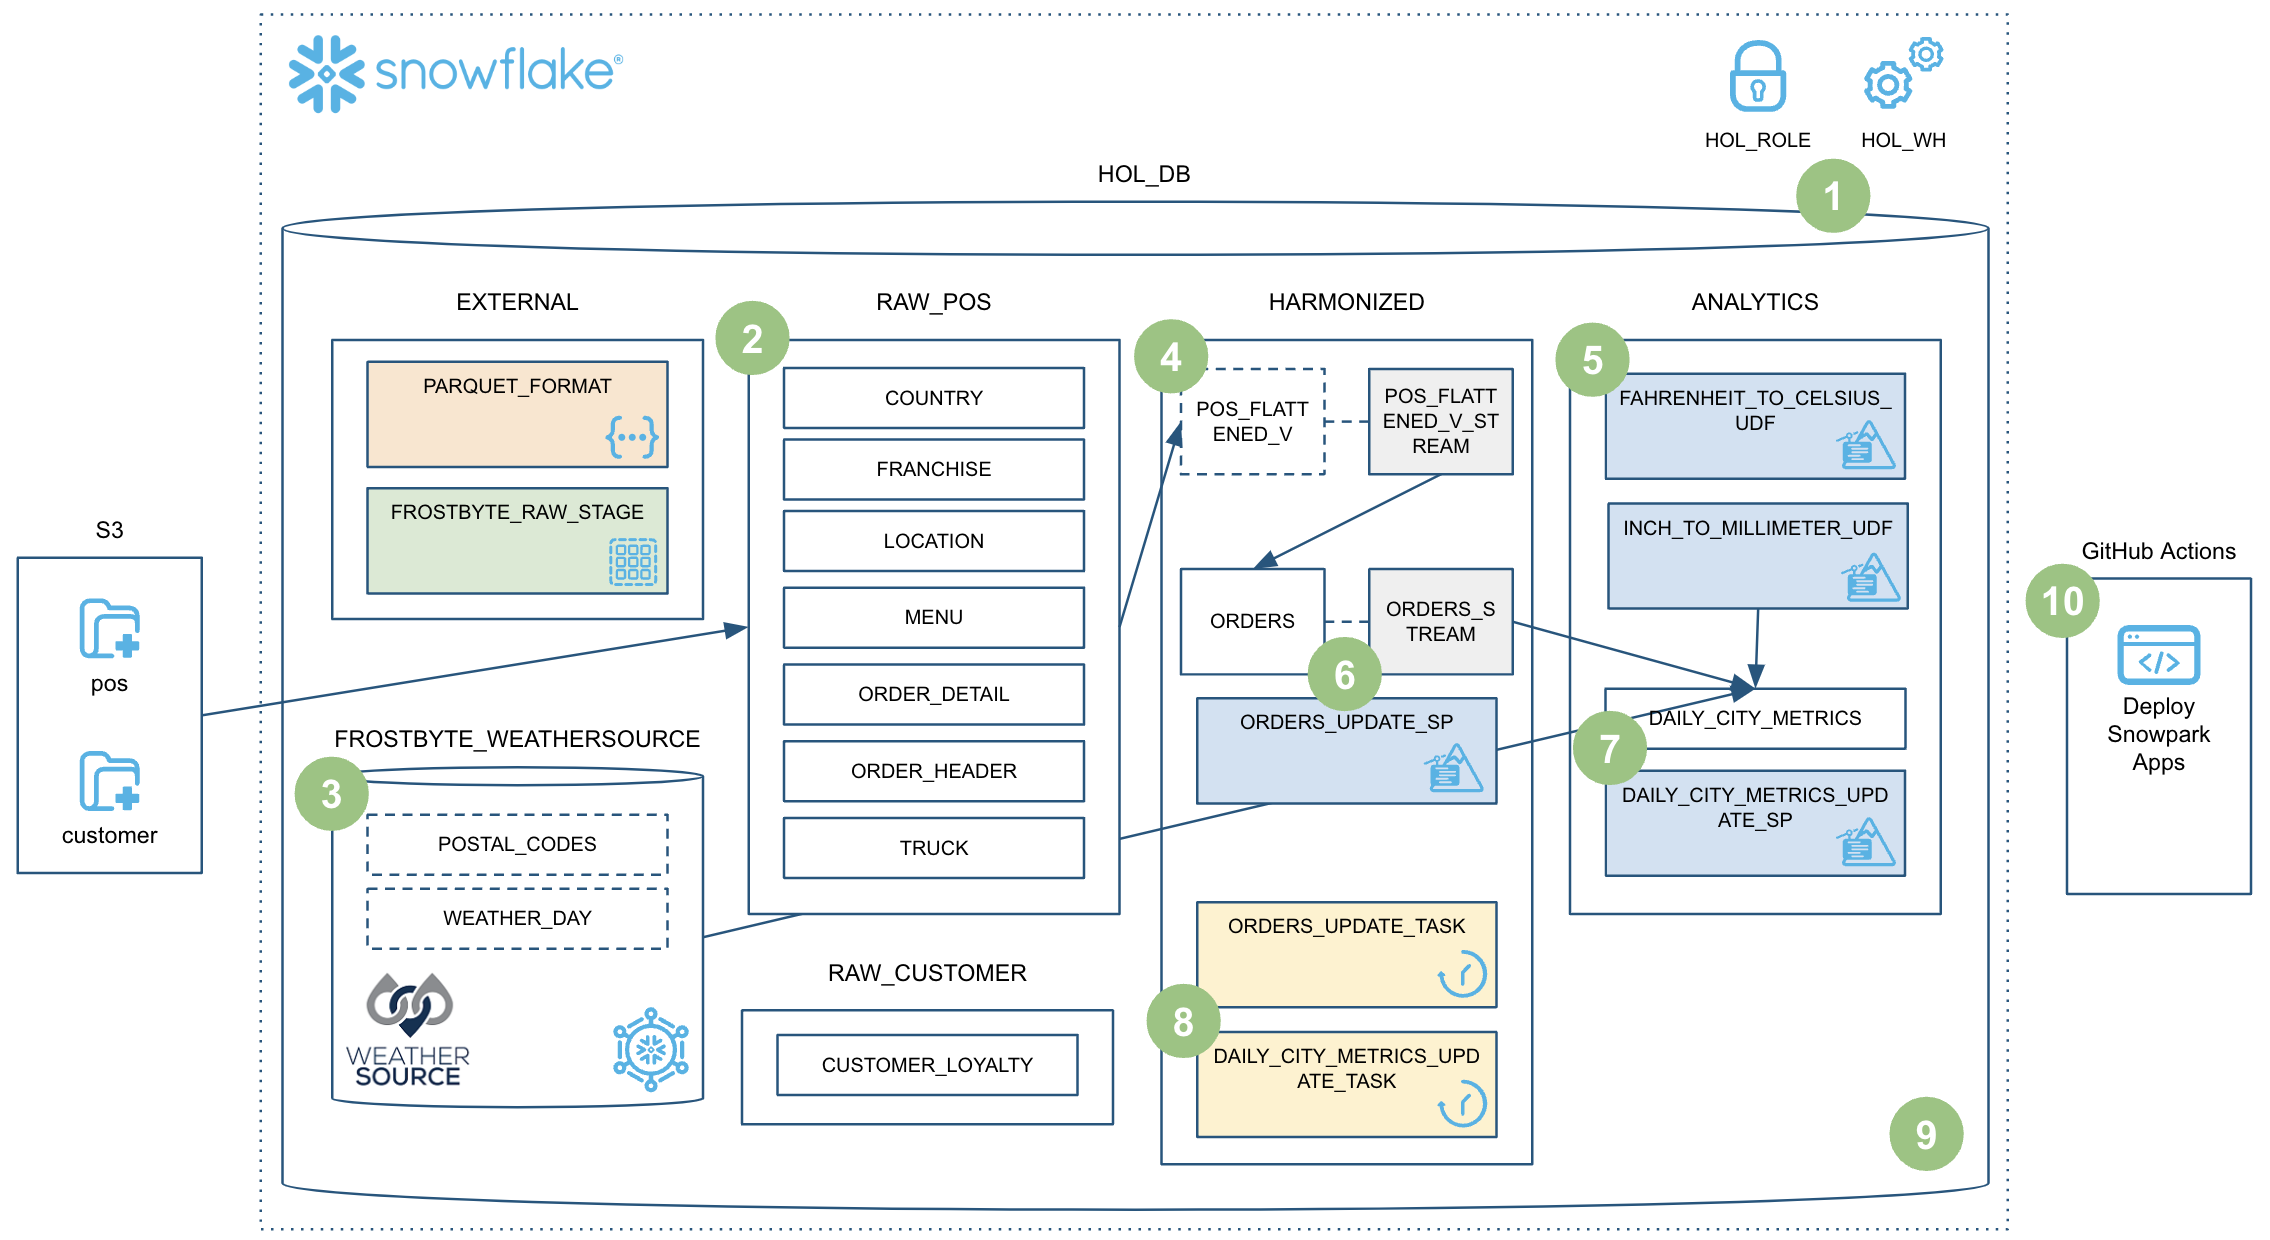 snowflake®
HOL_ROLE
HOL_WH
1
HOL_DB
EXTERNAL
PARQUET_FORMAT
{...}
FROSTBYTE_RAW_STAGE
S3
pos
customer
FROSTBYTE_WEATHERSOURCE
3
POSTAL_CODES
WEATHER_DAY
WEATHER
SOURCE
RAW_POS
2
COUNTRY
FRANCHISE
LOCATION
MENU
ORDER_DETAIL
ORDER_HEADER
TRUCK
RAW_CUSTOMER
CUSTOMER_LOYALTY
HARMONIZED
4
POS_FLATT
ENED_V
POS_FLATT
ENED_V_ST
REAM
ORDERS
ORDERS_S
TREAM
6
ORDERS_UPDATE_SP
ORDERS_UPDATE_TASK
8
DAILY_CITY_METRICS_UPD
ATE_TASK
ANALYTICS
5
FAHRENHEIT_TO_CELSIUS_
UDF
INCH_TO_MILLIMETER_UDF
DAILY_CITY_METRICS
7
DAILY_CITY_METRICS_UPD
ATE_SP
9
GitHub Actions
10
</>
Deploy
Snowpark
Apps